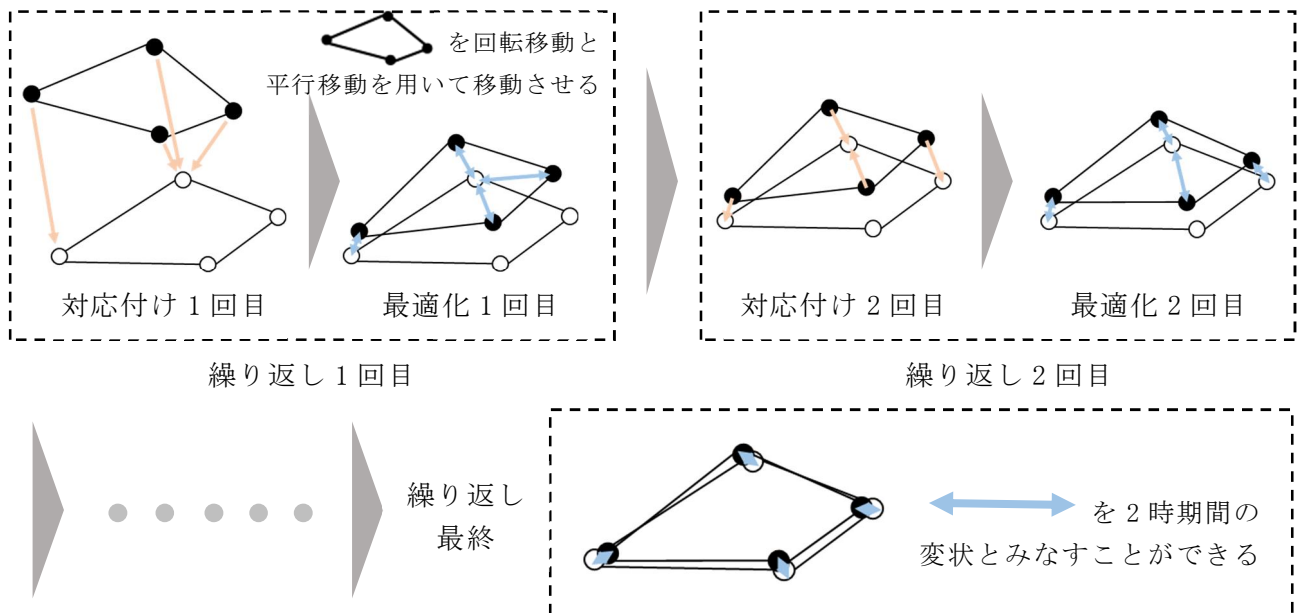 を回転移動と
平行移動を用いて移動させる
対応付け1回目
最適化1回目
対応付け2回目
最適化2回目
繰り返し1回目
繰り返し2回目
繰り返し
最終
を2時期間の
変状とみなすことができる